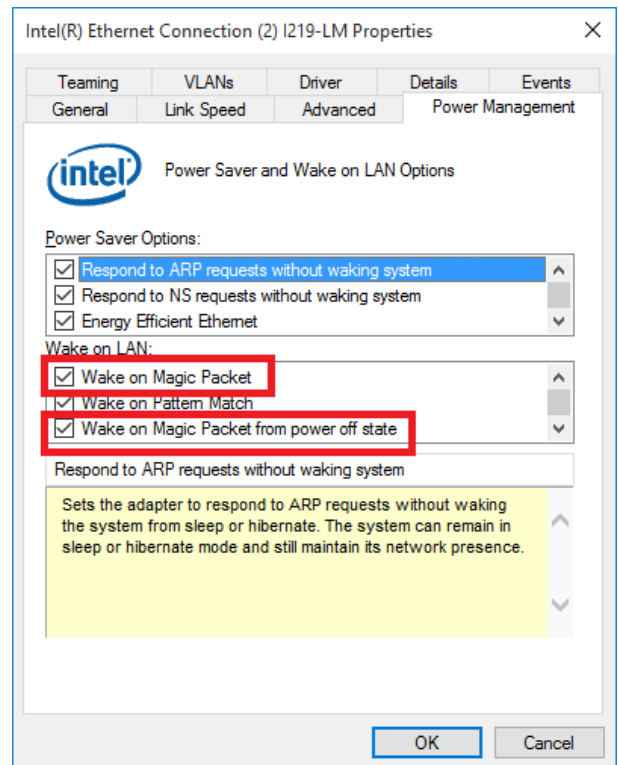 Intel(R) Ethernet Connection (2) I219-LM Properties
Teaming VLANs Driver Details Events
General Link Speed Advanced Power Management
intel
Power Saver and Wake on LAN Options
Power Saver Options:
Respond to ARP requests without waking system
Respond to NS requests without waking system
Energy Efficient Ethernet
Wake on LAN:
Wake on Magic Packet
Wake on Pattern Match
Wake on Magic Packet from power off state
Respond to ARP requests without waking system
Sets the adapter to respond to ARP requests without waking
the system from sleep or hibernate. The system can remain in
sleep or hibernate mode and still maintain its network presence.
OK Cancel